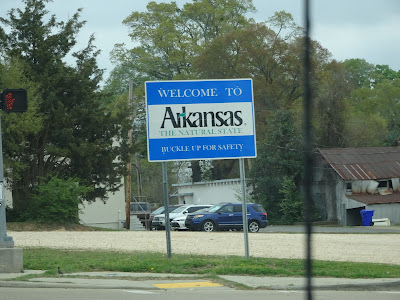 WELCOME TO
Arkansas
THE NATURAL STATE
BUCKLE UP FOR SAFETY